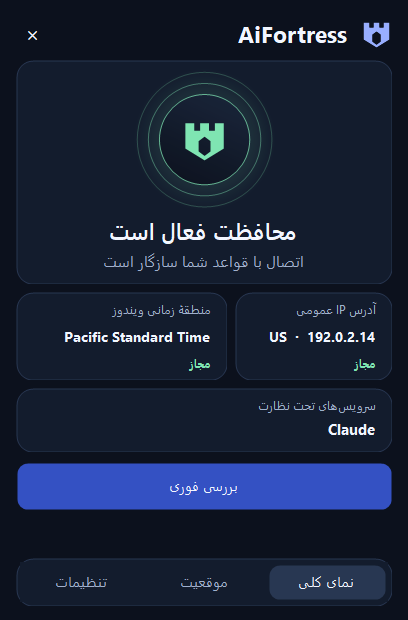 AiFortress
×
محافظت فعال است
اتصال با قواعد شما سازگار است
آدرس IP عمومی
US · 192.0.2.14
مجاز
منطقهٔ زمانی ویندوز
Pacific Standard Time
مجاز
سرویس‌های تحت نظارت
Claude
بررسی فوری
نمای کلی
موقعیت
تنظیمات